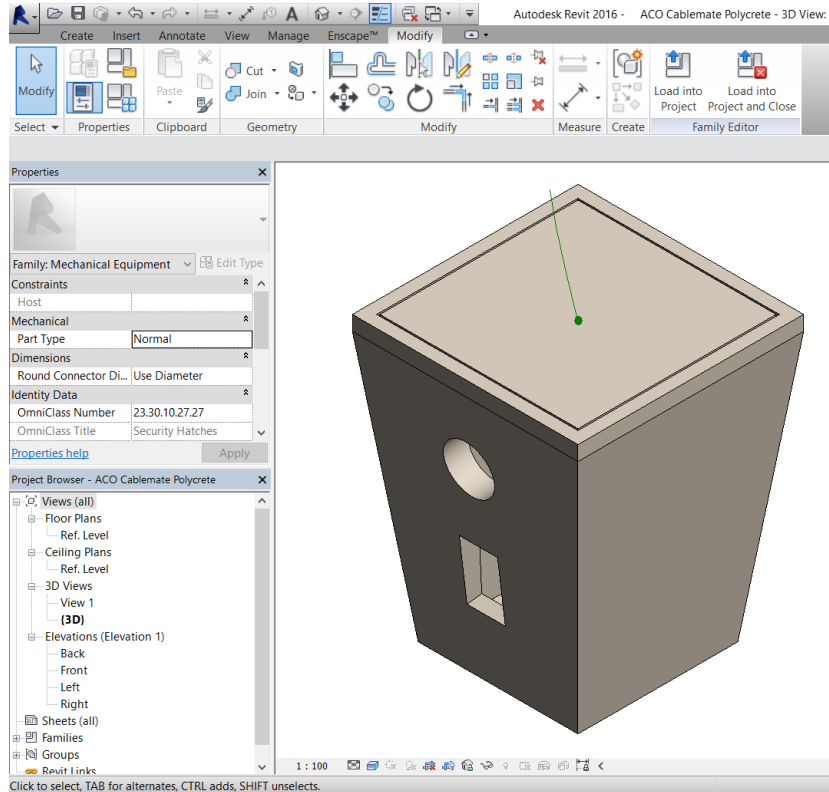 Autodesk Revit 2016 -    ACO Cablemate Polycrete - 3D View:
Create Insert Annotate View Manage Enscape™ Modify
Modify
Paste
Cut
Join
Load into Project
Load into Project and Close
Select Properties Clipboard Geometry Modify Measure Create Family Editor
Properties
Family: Mechanical Equipment Edit Type
Constraints
Host
Mechanical
Part Type Normal
Dimensions
Round Connector Di... Use Diameter
Identity Data
OmniClass Number 23.30.10.27.27
OmniClass Title Security Hatches
Properties help Apply
Project Browser - ACO Cablemate Polycrete
Views (all)
Floor Plans
Ref. Level
Ceiling Plans
Ref. Level
3D Views
View 1
{3D}
Elevations (Elevation 1)
Back
Front
Left
Right
Sheets (all)
Families
Groups
Revit Links
1 : 100
Click to select, TAB for alternates, CTRL adds, SHIFT unselects.